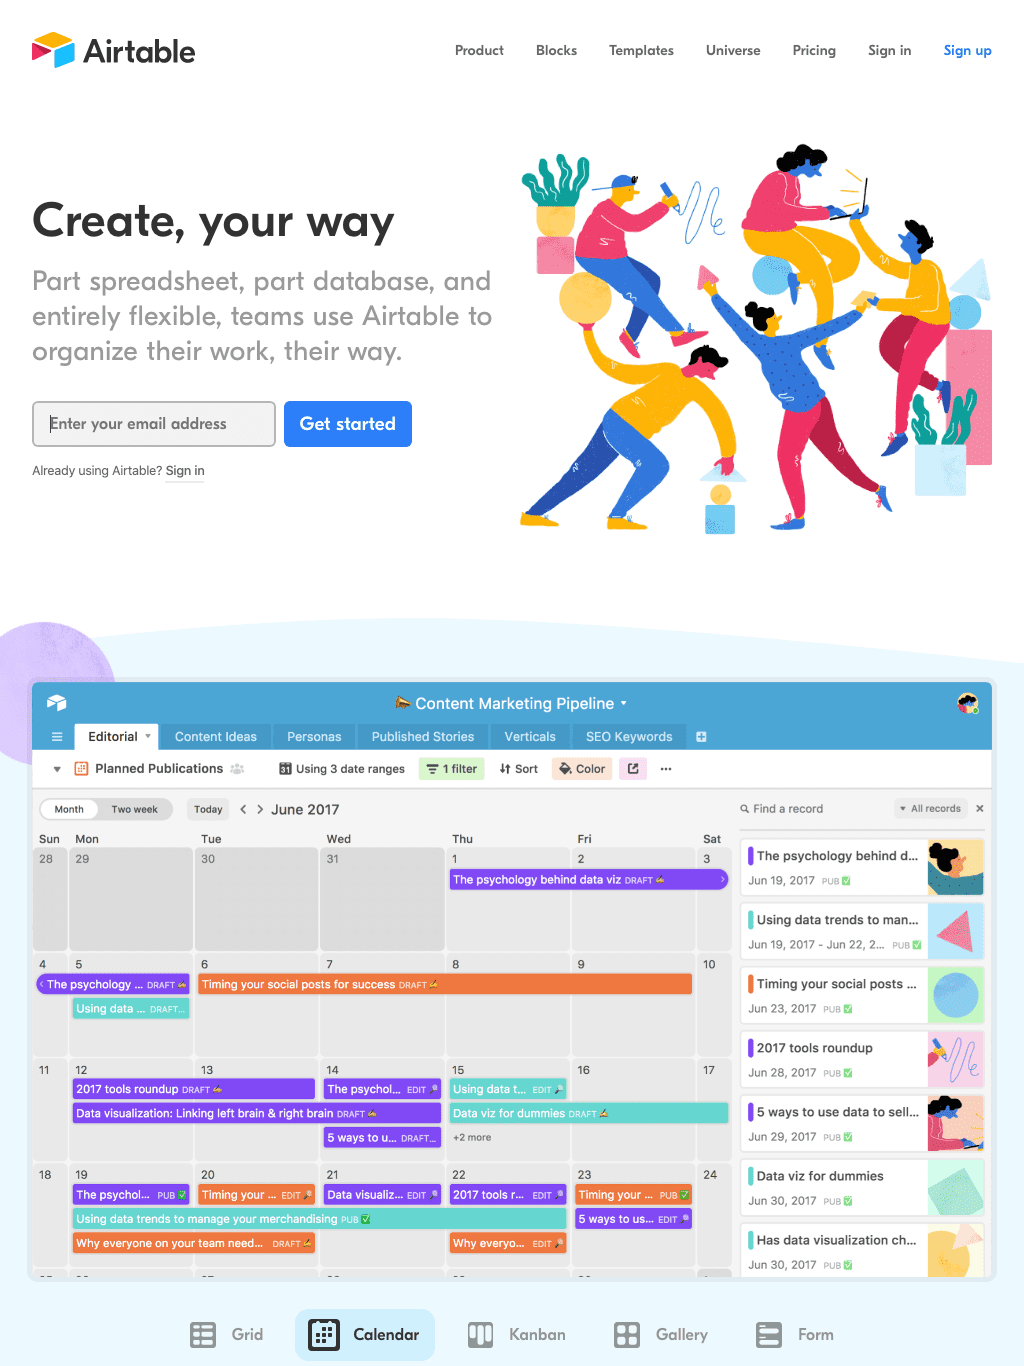 Airtable
Product Blocks Templates Universe Pricing Sign in Sign up
Create, your way
Part spreadsheet, part database, and
entirely flexible, teams use Airtable to
organize their work, their way.
Enter your email address
Get started
Already using Airtable? Sign in
Content Marketing Pipeline
Editorial Content Ideas Personas Published Stories Verticals SEO Keywords
Planned Publications 31 Using 3 date ranges 1 filter Sort Color
Month Two week Today June 2017
Find a record All records
Sun Mon Tue Wed Thu Fri Sat
28 29 30 31 1 2 3
The psychology behind data viz DRAFT
4 5 6 7 8 9 10
The psychology ... DRAFT
Timing your social posts for success DRAFT
Using data ... DRAFT...
11 12 13 14 15 16 17
2017 tools roundup DRAFT
The psychol... EDIT
Using data t... EDIT
Data visualization: Linking left brain & right brain DRAFT
Data viz for dummies DRAFT
5 ways to u... DRAFT...
+2 more
18 19 20 21 22 23 24
The psychol... PUB
Timing your ... EDIT
Data visualiz... EDIT
2017 tools r... EDIT
Timing your ... PUB
Using data trends to manage your merchandising PUB
5 ways to us... EDIT
Why everyone on your team need... DRAFT
Why everyo... EDIT
The psychology behind d...
Jun 19, 2017 PUB
Using data trends to man...
Jun 19, 2017 - Jun 22, 2... PUB
Timing your social posts ...
Jun 23, 2017 PUB
2017 tools roundup
Jun 28, 2017 PUB
5 ways to use data to sell...
Jun 29, 2017 PUB
Data viz for dummies
Jun 30, 2017 PUB
Has data visualization ch...
Jun 30, 2017 PUB
Grid Calendar Kanban Gallery Form